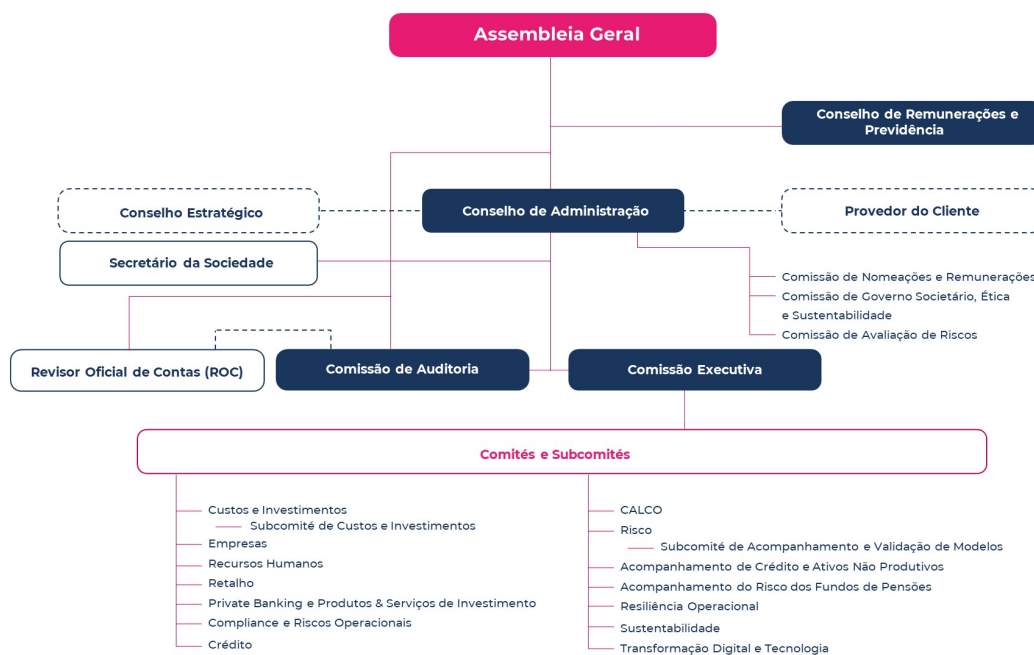 Assembleia Geral
Conselho de Remunerações e
Previdência
Conselho Estratégico
Conselho de Administração
Provedor do Cliente
Secretário da Sociedade
Comissão de Nomeações e Remunerações
Comissão de Governo Societário, Ética
e Sustentabilidade
Comissão de Avaliação de Riscos
Revisor Oficial de Contas (ROC)
Comissão de Auditoria
Comissão Executiva
Comités e Subcomités
Custos e Investimentos
Subcomité de Custos e Investimentos
Empresas
Recursos Humanos
Retalho
Private Banking e Produtos & Serviços de Investimento
Compliance e Riscos Operacionais
Crédito
CALCO
Risco
Subcomité de Acompanhamento e Validação de Modelos
Acompanhamento de Crédito e Ativos Não Produtivos
Acompanhamento do Risco dos Fundos de Pensões
Resiliência Operacional
Sustentabilidade
Transformação Digital e Tecnologia